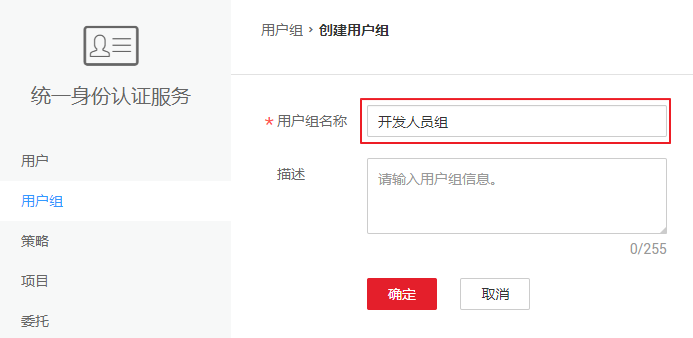 统一身份认证服务
用户
用户组
策略
项目
委托
用户组 › 创建用户组
* 用户组名称
开发人员组
描述
请输入用户组信息。
0/255
确定
取消